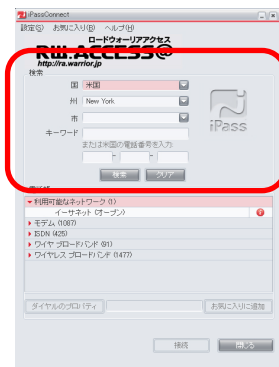 iPassConnect
設定(S) お気に入り(B) ヘルプ(H)
ロードウォーリアアクセス
RW.ACCESS@
http://ra.warrior.jp
検索
国 米国
州 New York
市
キーワード
または米国の電話番号を入力
- -
検索 クリア
iPass
利用可能なネットワーク (1)
イーサネット (オープン)
モデム (1087)
ISDN (425)
ワイヤ ブロードバンド (91)
ワイヤレス ブロードバンド (1477)
ダイヤルのプロパティ お気に入りに追加
接続 閉じる